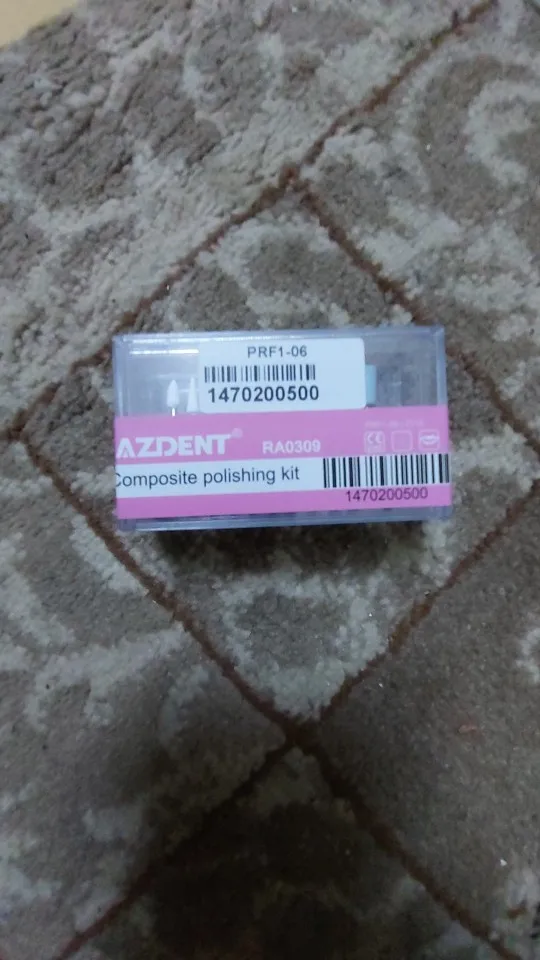 PRF1-06
1470200500
AZDENT® RA0309
Composite polishing kit
1470200500